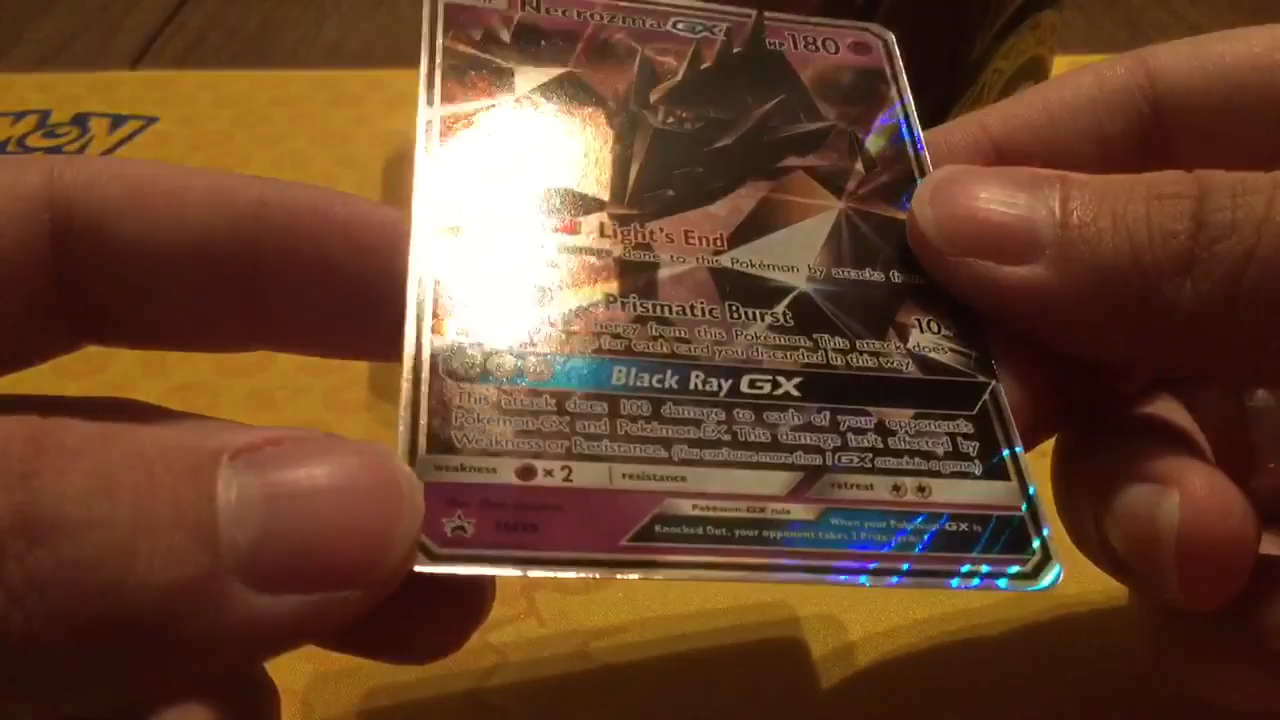 Necrozma GX HP 180
MON
Light's End
done to this Pokémon by attacks
Prismatic Burst 10
from this Pokémon. This attack does
for each card you discarded in this way.
Black Ray GX
This attack does 100 damage to each of your opponent's
Pokémon-GX and Pokémon-EX. This damage isn't affected by
Weakness or Resistance. (You can't use more than 1 GX attack in a game.)
weakness ×2 resistance retreat
Pokémon-GX rule
When your Pokémon-GX is
Knocked Out, your opponent takes 2 Prize cards.